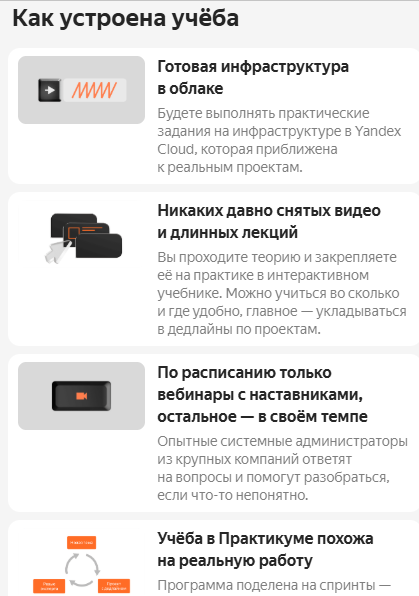 Как устроена учёба
Готовая инфраструктура
в облаке
Будете выполнять практические
задания на инфраструктуре в Yandex
Cloud, которая приближена
к реальным проектам.
Никаких давно снятых видео
и длинных лекций
Вы проходите теорию и закрепляете
её на практике в интерактивном
учебнике. Можно учиться во сколько
и где удобно, главное — укладываться
в дедлайны по проектам.
По расписанию только
вебинары с наставниками,
остальное — в своём темпе
Опытные системные администраторы
из крупных компаний ответят
на вопросы и помогут разобраться,
если что-то непонятно.
Учёба в Практикуме похожа
на реальную работу
Программа поделена на спринты —